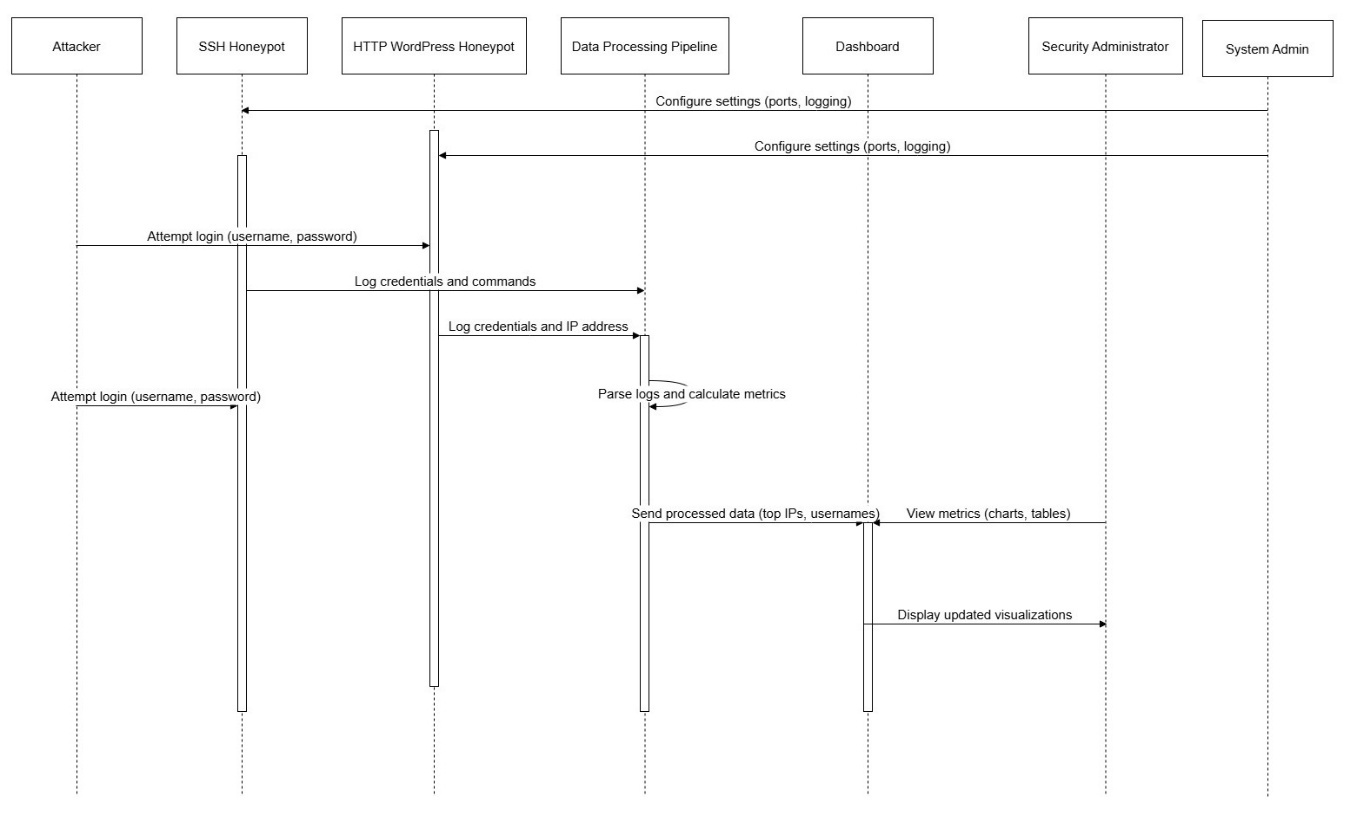 Attacker
SSH Honeypot
HTTP WordPress Honeypot
Data Processing Pipeline
Dashboard
Security Administrator
System Admin
Configure settings (ports, logging)
Configure settings (ports, logging)
Attempt login (username, password)
Log credentials and commands
Log credentials and IP address
Parse logs and calculate metrics
Attempt login (username, password)
Send processed data (top IPs, usernames)
View metrics (charts, tables)
Display updated visualizations